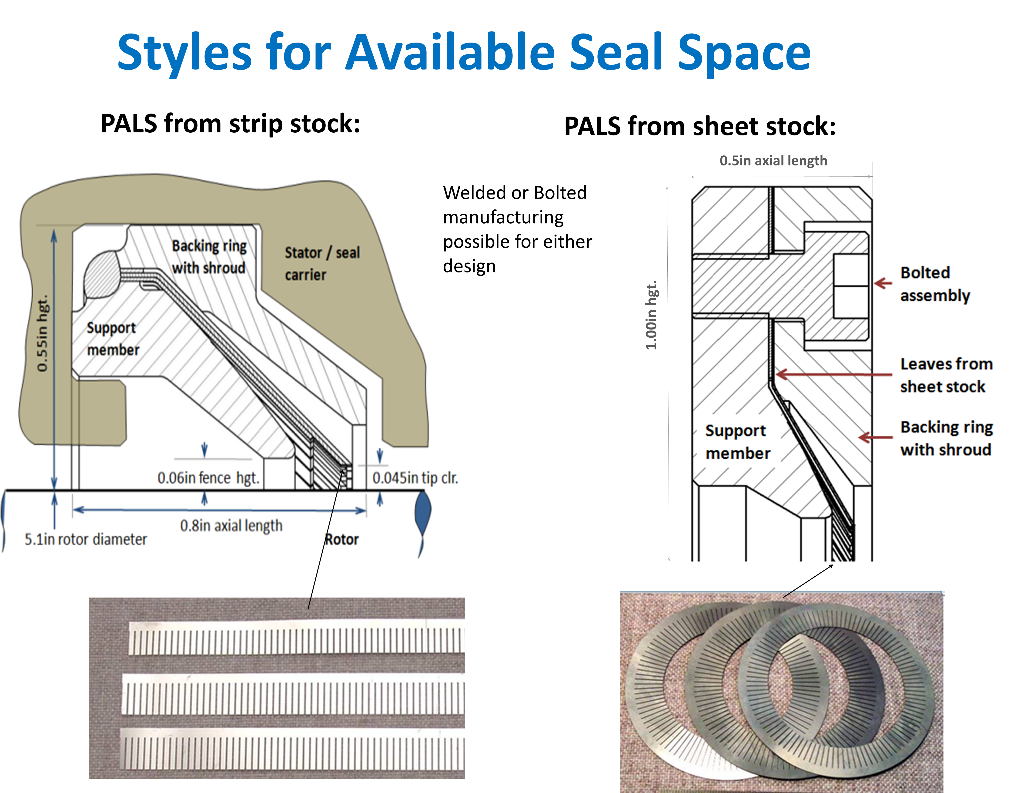 Styles for Available Seal Space
PALS from strip stock:
PALS from sheet stock:
0.5in axial length
Welded or Bolted
manufacturing
possible for either
design
Backing ring
with shroud
Stator / seal
carrier
0.55in hgt.
Support
member
0.06in fence hgt.
0.045in tip clr.
0.8in axial length
5.1in rotor diameter
Rotor
1.00in hgt.
Bolted
assembly
Leaves from
sheet stock
Backing ring
with shroud
Support
member